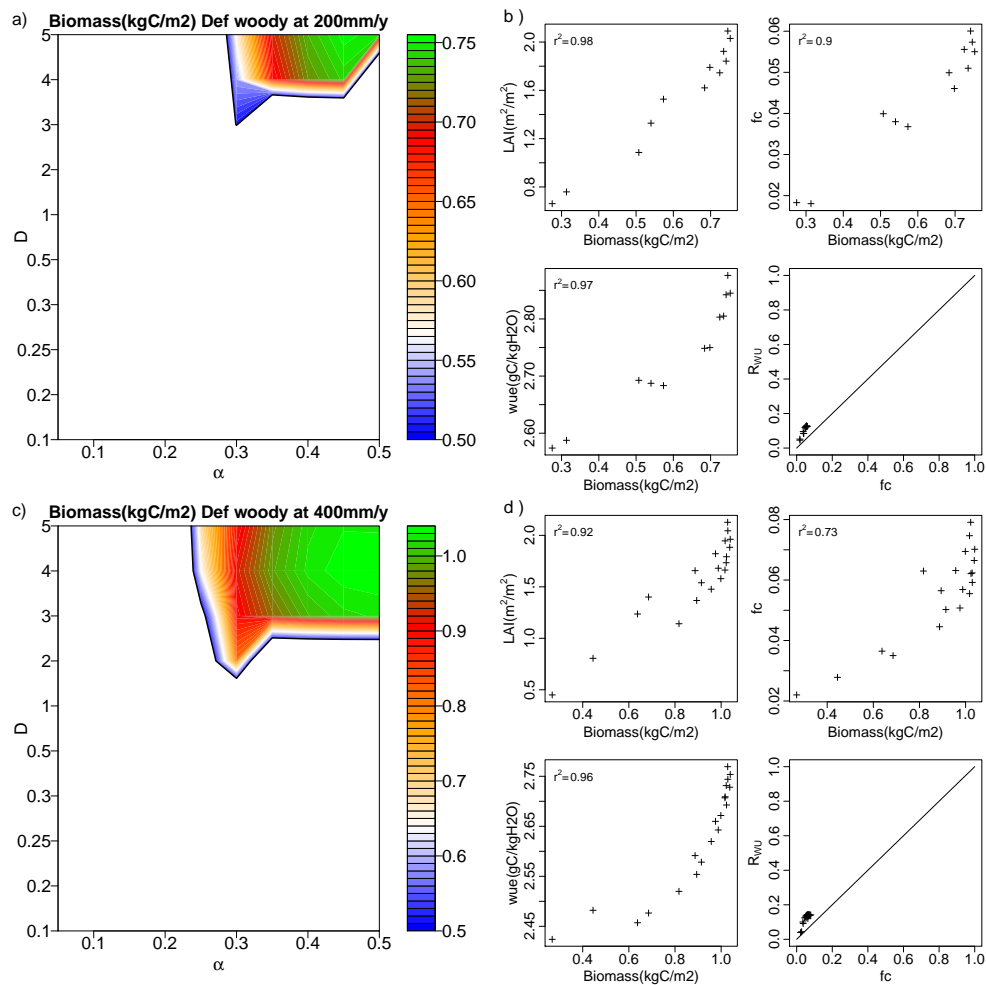 a)
Biomass(kgC/m2) Def woody at 200mm/y
5
4
3
2
1
0.5
0.3
0.25
0.2
0.1
D
0.1 0.2 0.3 0.4 0.5
α
0.70
0.65
0.60
0.55
0.50
b )
r²=0.98
LAI(m²/m²)
0.8 1.2 1.6 2.0
0.3 0.4 0.5 0.6 0.7
Biomass(kgC/m2)
r²=0.9
fc
0.02 0.03 0.04 0.05 0.06
0.3 0.4 0.5 0.6 0.7
Biomass(kgC/m2)
r²=0.97
wue(gC/kgH2O)
2.60 2.70 2.80
0.3 0.4 0.5 0.6 0.7
Biomass(kgC/m2)
R_WU
0.0 0.2 0.4 0.6 0.8 1.0
0.0 0.2 0.4 0.6 0.8 1.0
fc
c)
Biomass(kgC/m2) Def woody at 400mm/y
5
4
3
2
1
0.5
0.3
0.25
0.2
0.1
D
0.1 0.2 0.3 0.4 0.5
α
1.0
0.9
0.8
0.7
0.6
0.5
d )
r²=0.92
LAI(m²/m²)
0.5 1.0 1.5 2.0
0.4 0.6 0.8 1.0
Biomass(kgC/m2)
r²=0.73
fc
0.02 0.04 0.06 0.08
0.4 0.6 0.8 1.0
Biomass(kgC/m2)
r²=0.96
wue(gC/kgH2O)
2.45 2.55 2.65 2.75
0.4 0.6 0.8 1.0
Biomass(kgC/m2)
R_WU
0.0 0.2 0.4 0.6 0.8 1.0
0.0 0.2 0.4 0.6 0.8 1.0
fc